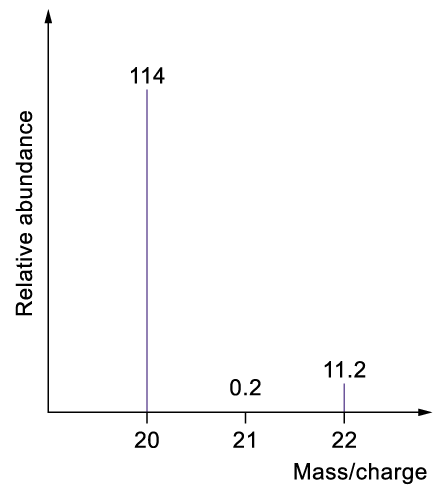 114
Relative abundance
11.2
0.2
20 21 22
Mass/charge